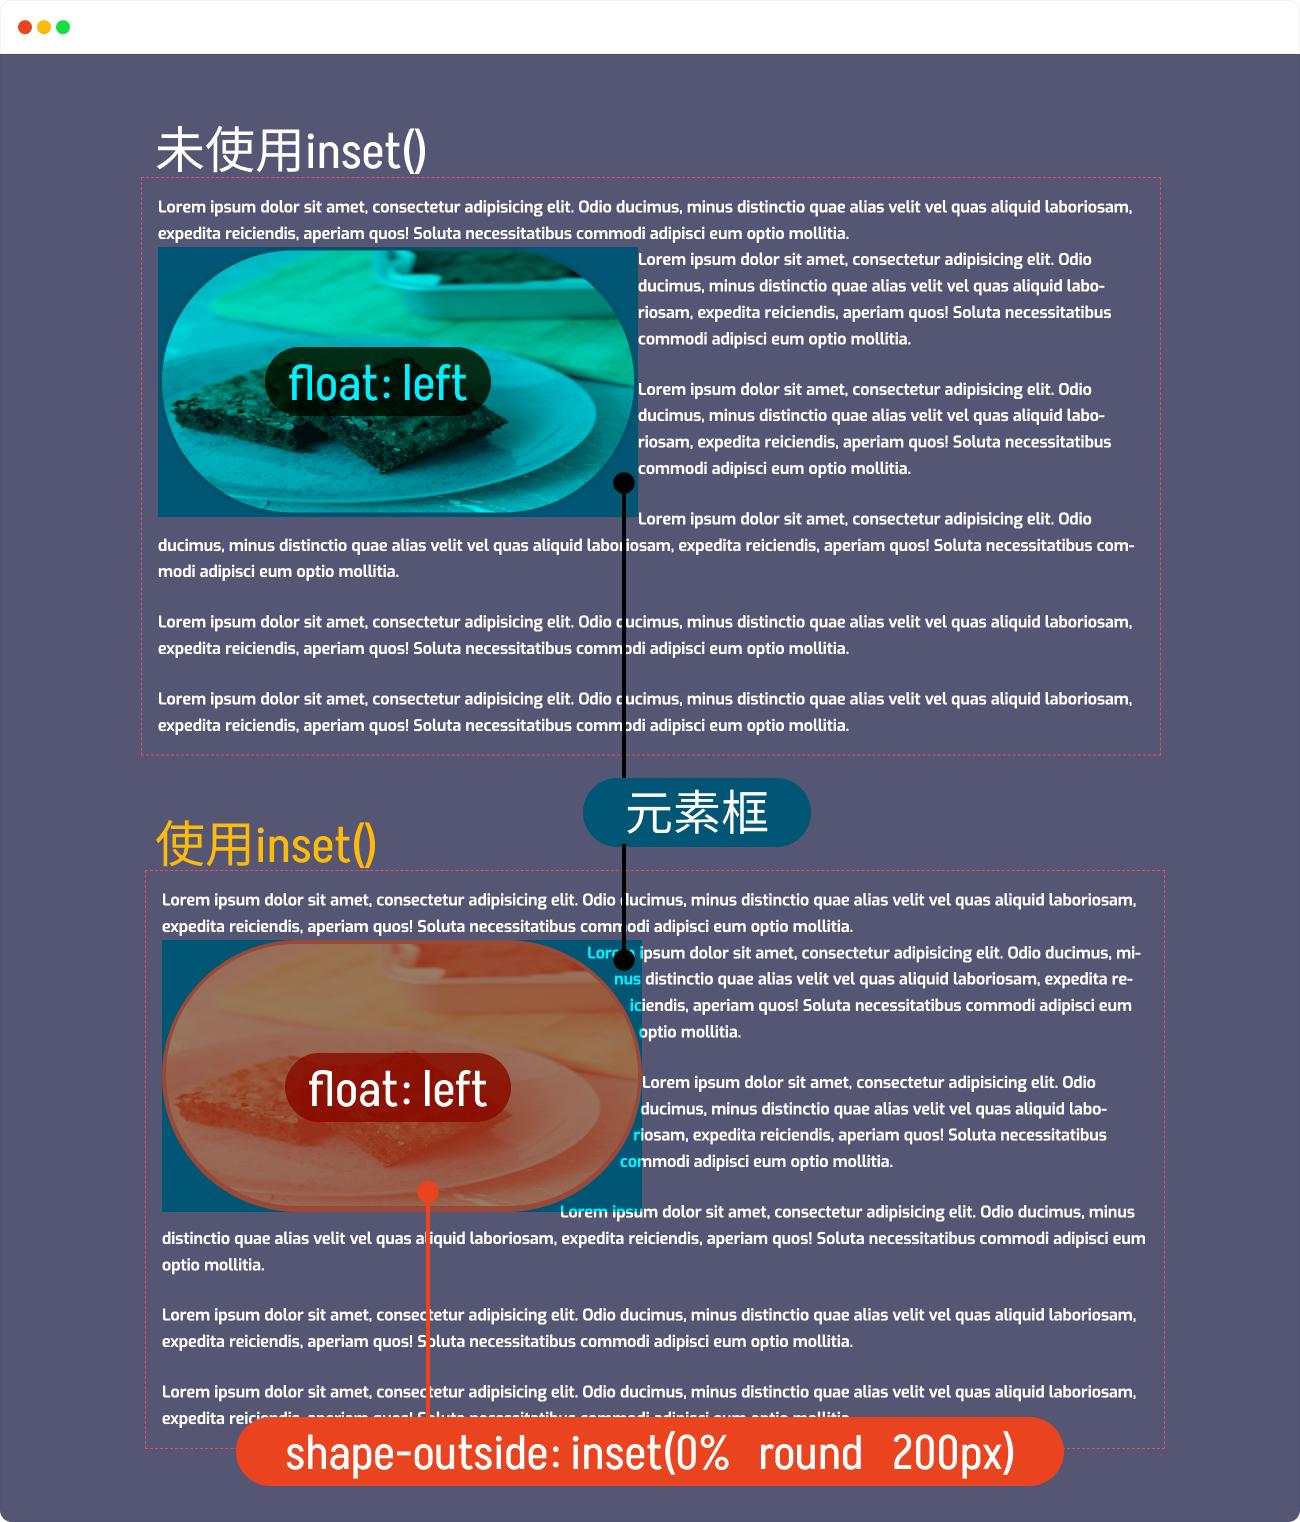 未使用inset()
Lorem ipsum dolor sit amet, consectetur adipisicing elit. Odio ducimus, minus distinctio quae alias velit vel quas aliquid laboriosam,
expedita reiciendis, aperiam quos! Soluta necessitatibus commodi adipisci eum optio mollitia.
Lorem ipsum dolor sit amet, consectetur adipisicing elit. Odio
ducimus, minus distinctio quae alias velit vel quas aliquid labo-
riosam, expedita reiciendis, aperiam quos! Soluta necessitatibus
commodi adipisci eum optio mollitia.
float: left
Lorem ipsum dolor sit amet, consectetur adipisicing elit. Odio
ducimus, minus distinctio quae alias velit vel quas aliquid labo-
riosam, expedita reiciendis, aperiam quos! Soluta necessitatibus
commodi adipisci eum optio mollitia.
Lorem ipsum dolor sit amet, consectetur adipisicing elit. Odio
ducimus, minus distinctio quae alias velit vel quas aliquid laboriosam, expedita reiciendis, aperiam quos! Soluta necessitatibus com-
modi adipisci eum optio mollitia.
Lorem ipsum dolor sit amet, consectetur adipisicing elit. Odio ducimus, minus distinctio quae alias velit vel quas aliquid laboriosam,
expedita reiciendis, aperiam quos! Soluta necessitatibus commodi adipisci eum optio mollitia.
Lorem ipsum dolor sit amet, consectetur adipisicing elit. Odio ducimus, minus distinctio quae alias velit vel quas aliquid laboriosam,
expedita reiciendis, aperiam quos! Soluta necessitatibus commodi adipisci eum optio mollitia.
元素框
使用inset()
Lorem ipsum dolor sit amet, consectetur adipisicing elit. Odio ducimus, minus distinctio quae alias velit vel quas aliquid laboriosam,
expedita reiciendis, aperiam quos! Soluta necessitatibus commodi adipisci eum optio mollitia.
Lorem ipsum dolor sit amet, consectetur adipisicing elit. Odio ducimus, mi-
nus distinctio quae alias velit vel quas aliquid laboriosam, expedita re-
iciendis, aperiam quos! Soluta necessitatibus commodi adipisci eum
optio mollitia.
float: left
Lorem ipsum dolor sit amet, consectetur adipisicing elit. Odio
ducimus, minus distinctio quae alias velit vel quas aliquid labo-
riosam, expedita reiciendis, aperiam quos! Soluta necessitatibus
commodi adipisci eum optio mollitia.
Lorem ipsum dolor sit amet, consectetur adipisicing elit. Odio ducimus, minus
distinctio quae alias velit vel quas aliquid laboriosam, expedita reiciendis, aperiam quos! Soluta necessitatibus commodi adipisci eum
optio mollitia.
Lorem ipsum dolor sit amet, consectetur adipisicing elit. Odio ducimus, minus distinctio quae alias velit vel quas aliquid laboriosam,
expedita reiciendis, aperiam quos! Soluta necessitatibus commodi adipisci eum optio mollitia.
Lorem ipsum dolor sit amet, consectetur adipisicing elit. Odio ducimus, minus distinctio quae alias velit vel quas aliquid laboriosam,
expedita
shape-outside: inset(0% round 200px)